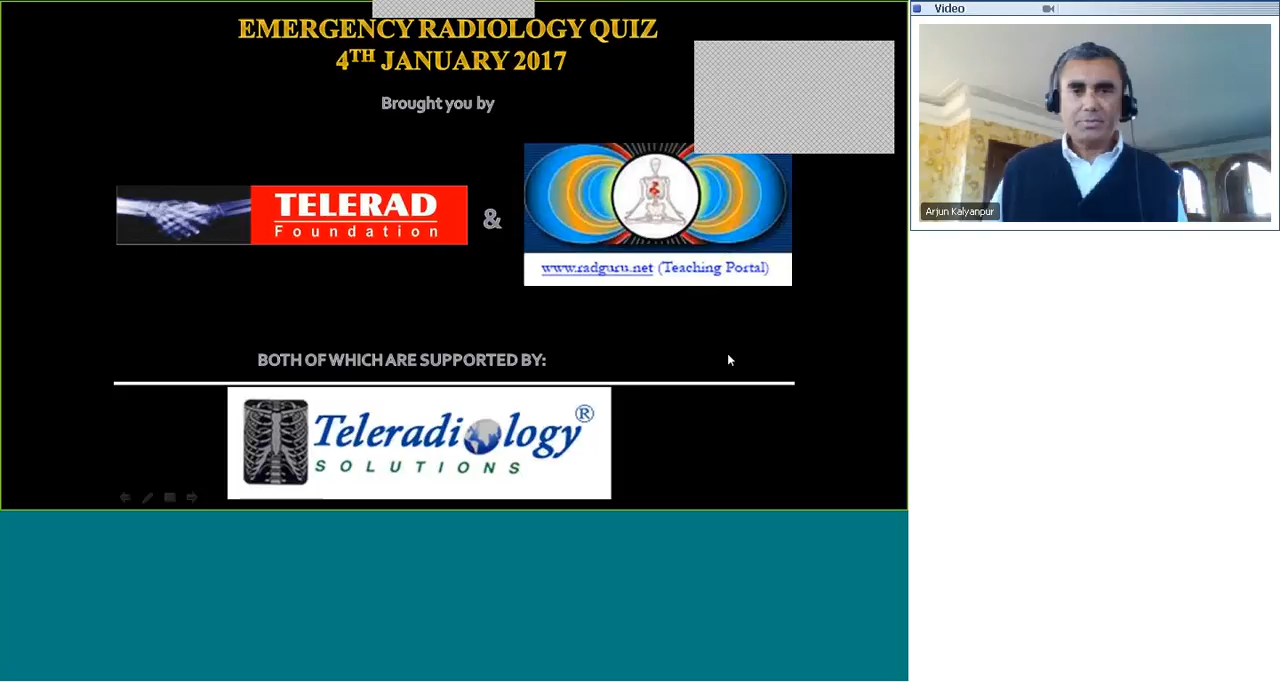 EMERGENCY RADIOLOGY QUIZ
4TH JANUARY 2017
Brought you by
TELERAD
Foundation
&
www.radguru.net (Teaching Portal)
BOTH OF WHICH ARE SUPPORTED BY:
Teleradiology®
SOLUTIONS
Video
Arjun Kalyanpur